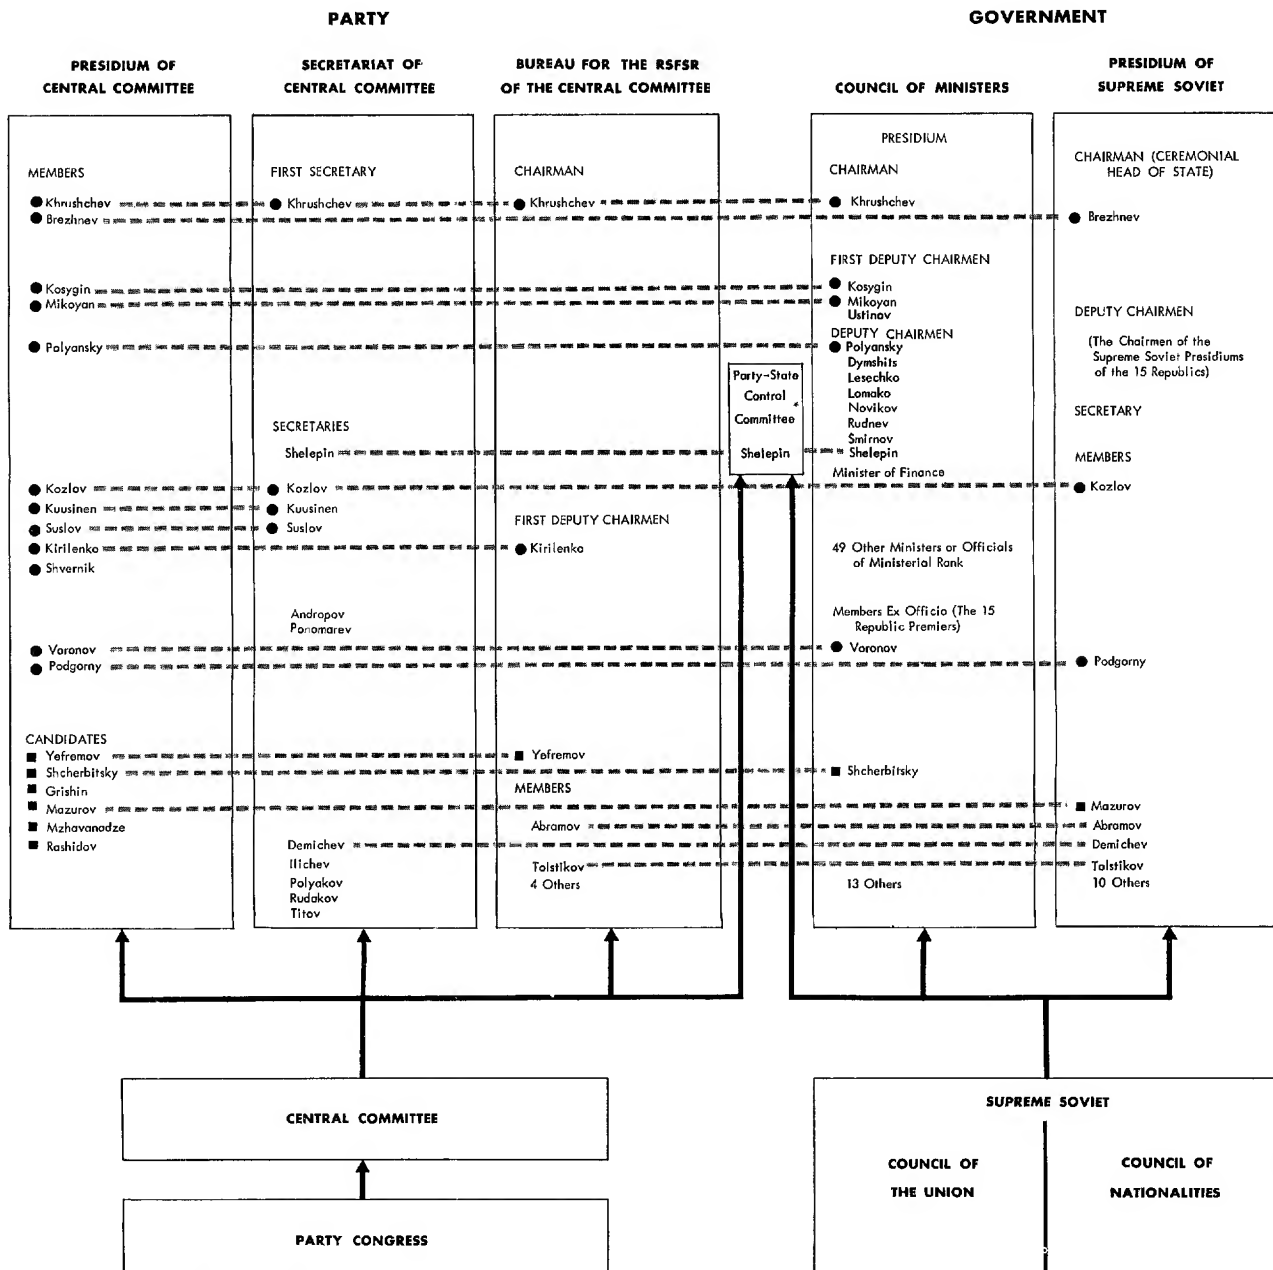 PARTY
GOVERNMENT
PRESIDIUM OF
CENTRAL COMMITTEE
SECRETARIAT OF
CENTRAL COMMITTEE
BUREAU FOR THE RSFSR
OF THE CENTRAL COMMITTEE
COUNCIL OF MINISTERS
PRESIDIUM OF
SUPREME SOVIET
MEMBERS
Khrushchev
Brezhnev
Kosygin
Mikoyan
Polyansky
Kozlov
Kuusinen
Suslov
Kirilenko
Shvernik
Voronov
Podgorny
CANDIDATES
Yefremov
Shcherbitsky
Grishin
Mazurov
Mzhavanadze
Rashidov
FIRST SECRETARY
Khrushchev
SECRETARIES
Shelepin
Kozlov
Kuusinen
Suslov
Andropov
Ponomarev
Demichev
Ilichev
Polyakov
Rudakov
Titov
CHAIRMAN
Khrushchev
FIRST DEPUTY CHAIRMEN
Kirilenko
Yefremov
MEMBERS
Abramov
Tolstikov
4 Others
Party-State
Control
Committee
Shelepin
PRESIDIUM
CHAIRMAN
Khrushchev
FIRST DEPUTY CHAIRMEN
Kosygin
Mikoyan
Ustinov
DEPUTY CHAIRMEN
Polyansky
Dymshits
Lesechko
Lomako
Novikov
Rudnev
Smirnov
Shelepin
Minister of Finance
49 Other Ministers or Officials
of Ministerial Rank
Members Ex Officio (The 15
Republic Premiers)
Voronov
Shcherbitsky
13 Others
CHAIRMAN (CEREMONIAL
HEAD OF STATE)
Brezhnev
DEPUTY CHAIRMEN
(The Chairmen of the
Supreme Soviet Presidiums
of the 15 Republics)
SECRETARY
MEMBERS
Kozlov
Podgorny
Mazurov
Abramov
Demichev
Tolstikov
10 Others
CENTRAL COMMITTEE
PARTY CONGRESS
SUPREME SOVIET
COUNCIL OF
THE UNION
COUNCIL OF
NATIONALITIES